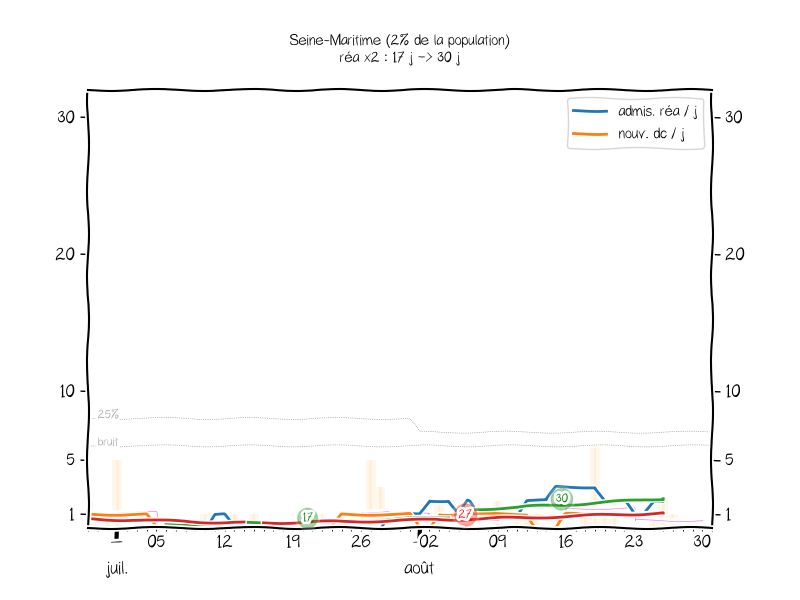 Seine-Maritime (2% de la population)
réa x2 : 17 j -> 30 j
admis. réa / j
nouv. dc / j
30
30
20
20
10
10
25%
bruit
5
5
30
17
27
1
1
05 12 19 26 02 09 16 23 30
juil. août